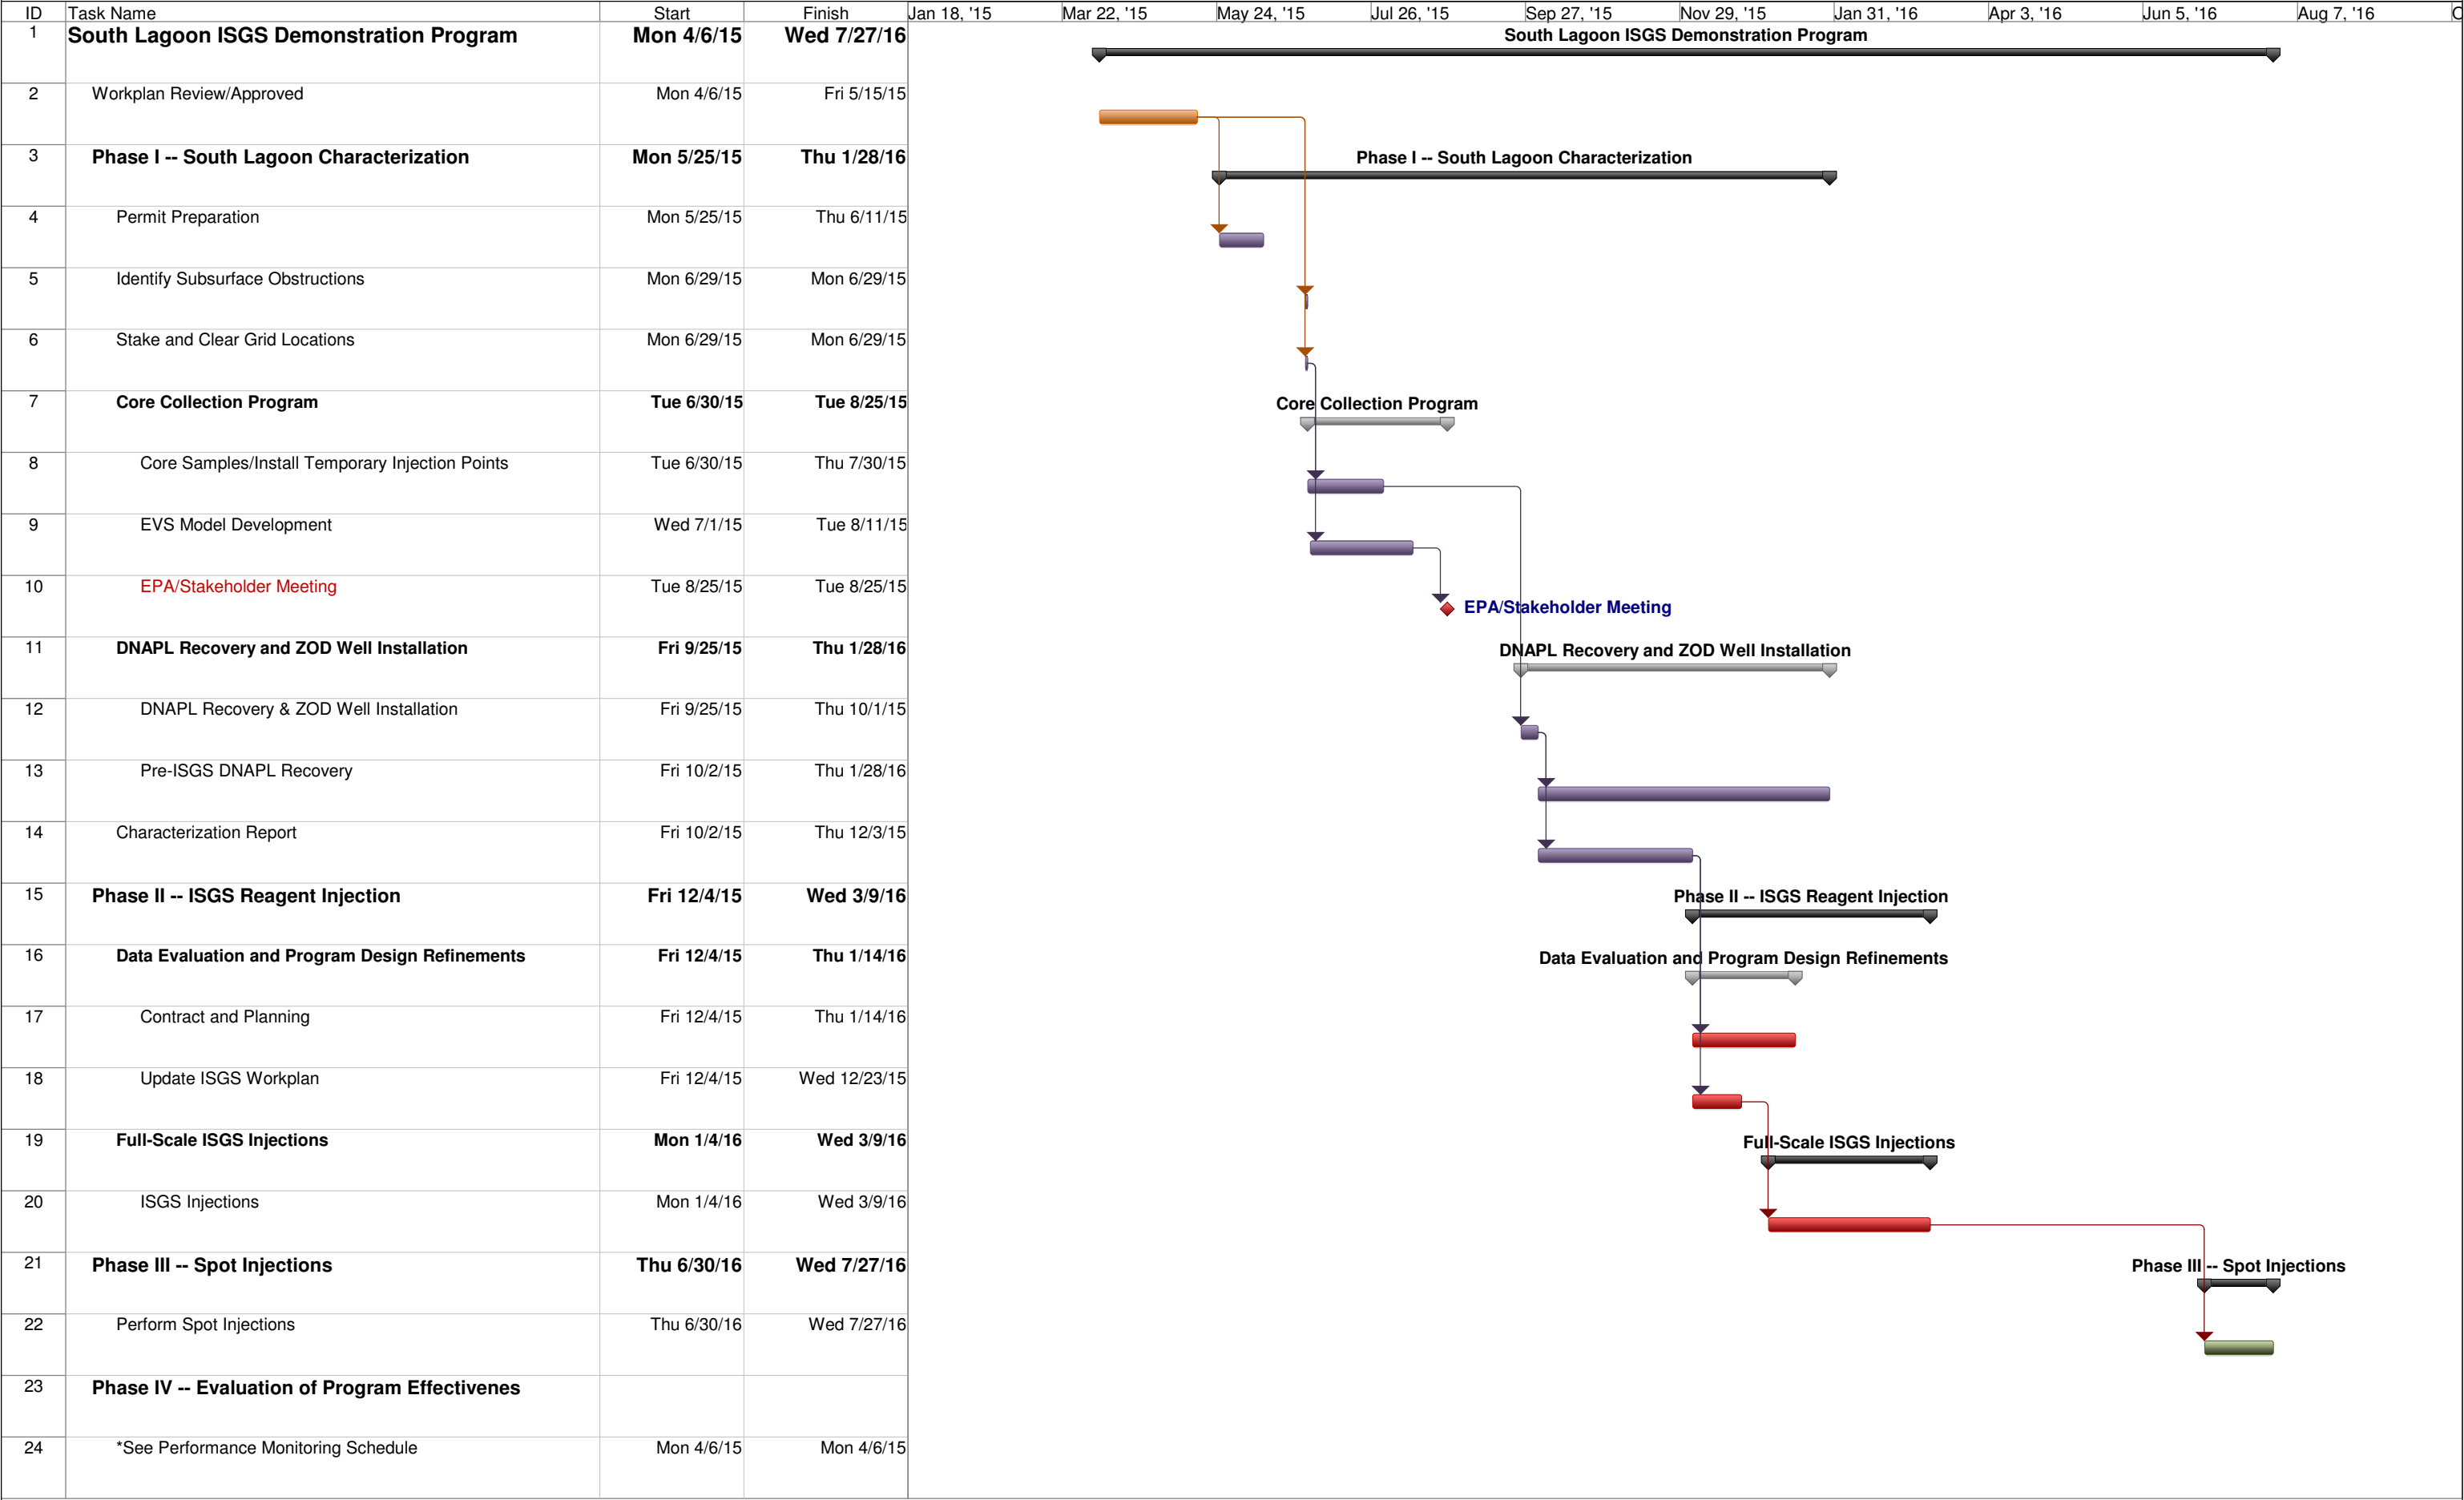 ID Task Name Start Finish Jan 18, '15 Mar 22, '15 May 24, '15 Jul 26, '15 Sep 27, '15 Nov 29, '15 Jan 31, '16 Apr 3, '16 Jun 5, '16 Aug 7, '16
1 South Lagoon ISGS Demonstration Program Mon 4/6/15 Wed 7/27/16 South Lagoon ISGS Demonstration Program
2 Workplan Review/Approved Mon 4/6/15 Fri 5/15/15
3 Phase I -- South Lagoon Characterization Mon 5/25/15 Thu 1/28/16 Phase I -- South Lagoon Characterization
4 Permit Preparation Mon 5/25/15 Thu 6/11/15
5 Identify Subsurface Obstructions Mon 6/29/15 Mon 6/29/15
6 Stake and Clear Grid Locations Mon 6/29/15 Mon 6/29/15
7 Core Collection Program Tue 6/30/15 Tue 8/25/15 Core Collection Program
8 Core Samples/Install Temporary Injection Points Tue 6/30/15 Thu 7/30/15
9 EVS Model Development Wed 7/1/15 Tue 8/11/15
10 EPA/Stakeholder Meeting Tue 8/25/15 Tue 8/25/15 EPA/Stakeholder Meeting
11 DNAPL Recovery and ZOD Well Installation Fri 9/25/15 Thu 1/28/16 DNAPL Recovery and ZOD Well Installation
12 DNAPL Recovery & ZOD Well Installation Fri 9/25/15 Thu 10/1/15
13 Pre-ISGS DNAPL Recovery Fri 10/2/15 Thu 1/28/16
14 Characterization Report Fri 10/2/15 Thu 12/3/15
15 Phase II -- ISGS Reagent Injection Fri 12/4/15 Wed 3/9/16 Phase II -- ISGS Reagent Injection
16 Data Evaluation and Program Design Refinements Fri 12/4/15 Thu 1/14/16 Data Evaluation and Program Design Refinements
17 Contract and Planning Fri 12/4/15 Thu 1/14/16
18 Update ISGS Workplan Fri 12/4/15 Wed 12/23/15
19 Full-Scale ISGS Injections Mon 1/4/16 Wed 3/9/16 Full-Scale ISGS Injections
20 ISGS Injections Mon 1/4/16 Wed 3/9/16
21 Phase III -- Spot Injections Thu 6/30/16 Wed 7/27/16 Phase III -- Spot Injections
22 Perform Spot Injections Thu 6/30/16 Wed 7/27/16
23 Phase IV -- Evaluation of Program Effectivenes
24 *See Performance Monitoring Schedule Mon 4/6/15 Mon 4/6/15